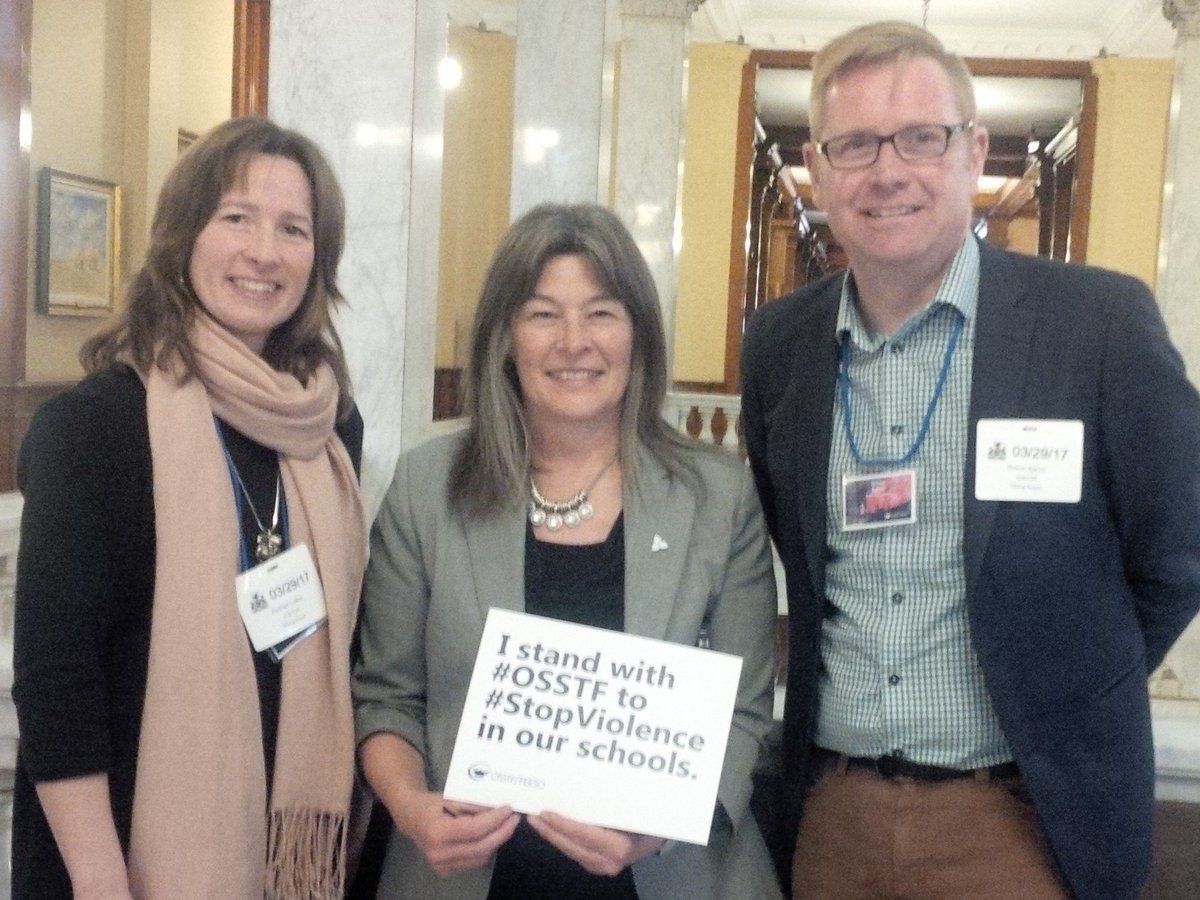 03/29/17
03/29/17
I stand with
#OSSTF to
#StopViolence
in our schools.
OSSTF/FEESO